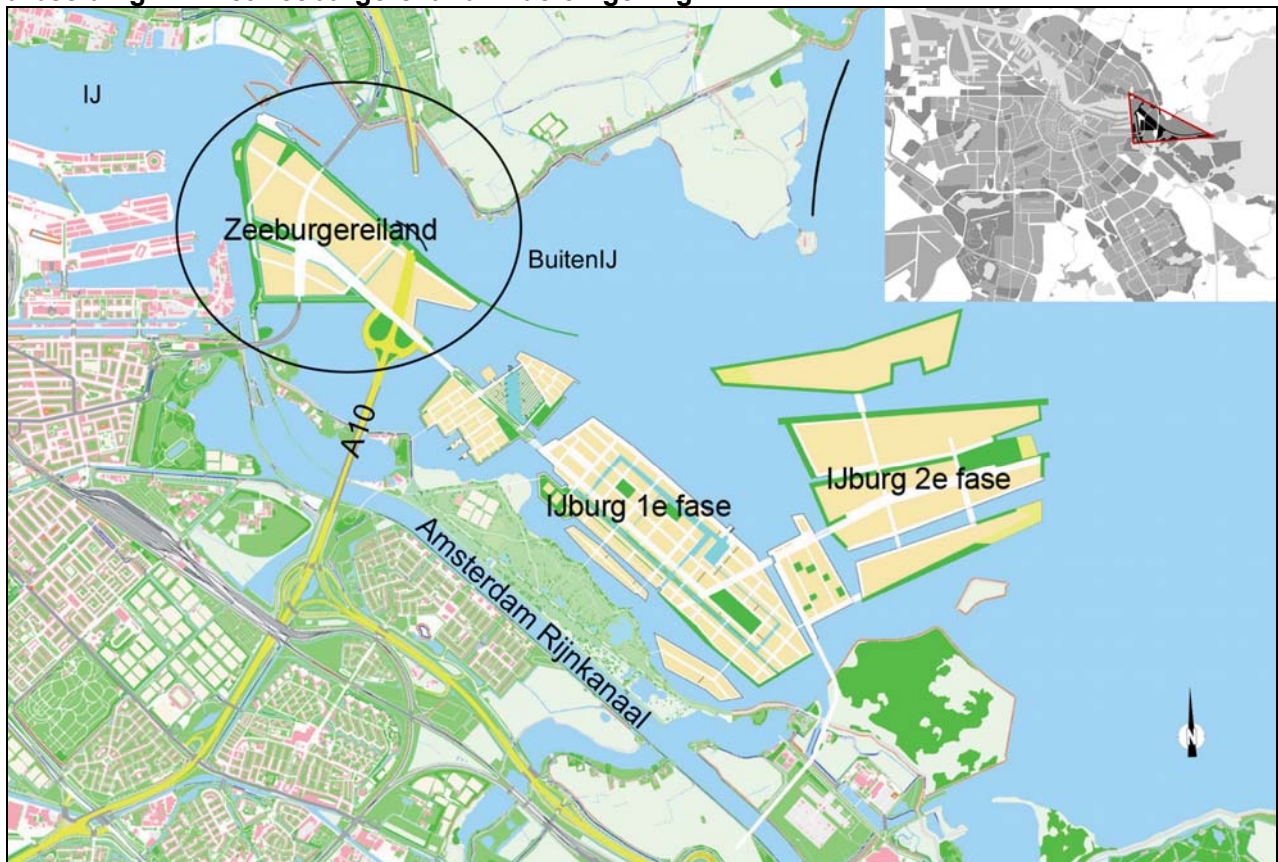 IJ
Zeeburgereiland
BuitenIJ
A10
IJburg 1e fase
IJburg 2e fase
Amsterdam Rijnkanaal
N